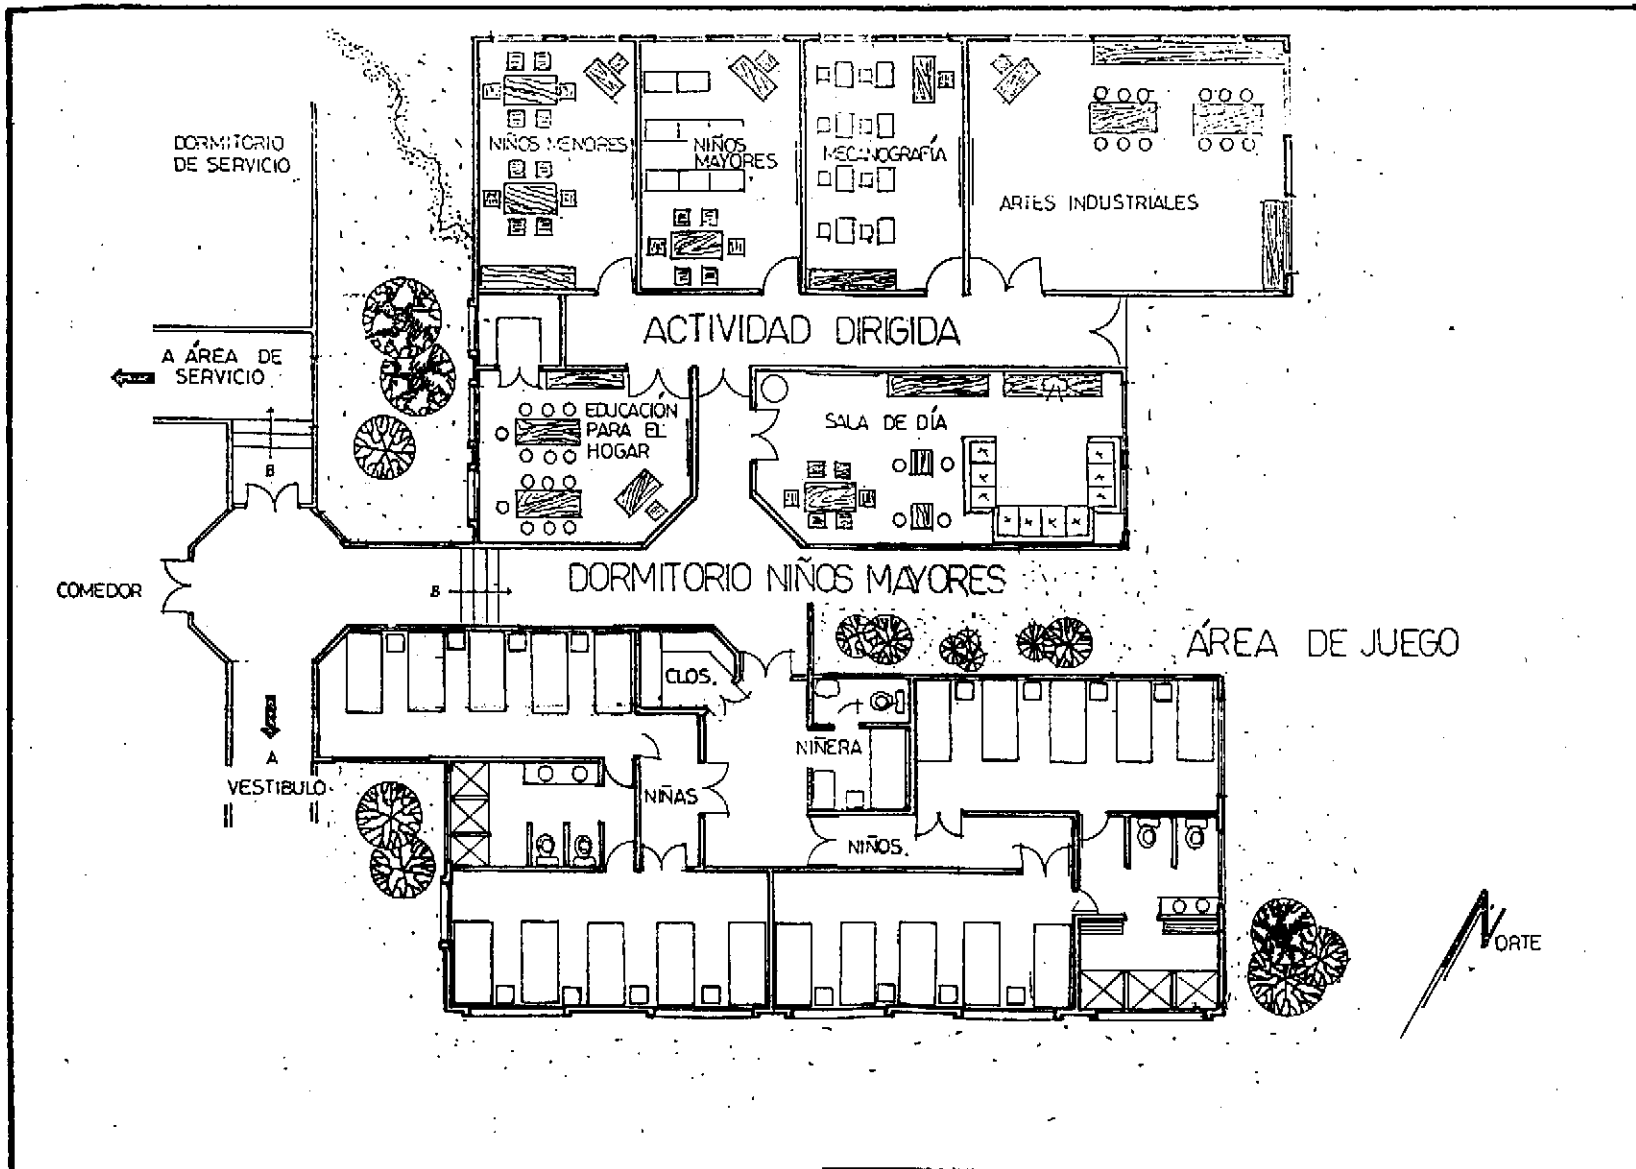 DORMITORIO
DE SERVICIO
NIÑOS MENORES
NIÑOS
MAYORES
MECANOGRAFÍA
ARTES INDUSTRIALES
A ÁREA DE
SERVICIO
ACTIVIDAD DIRIGIDA
EDUCACIÓN
PARA EL
HOGAR
SALA DE DÍA
B
COMEDOR
B
DORMITORIO NIÑOS MAYORES
ÁREA DE JUEGO
CLOS.
A
VESTIBULO
NIÑERA
NIÑAS
NIÑOS.
NORTE